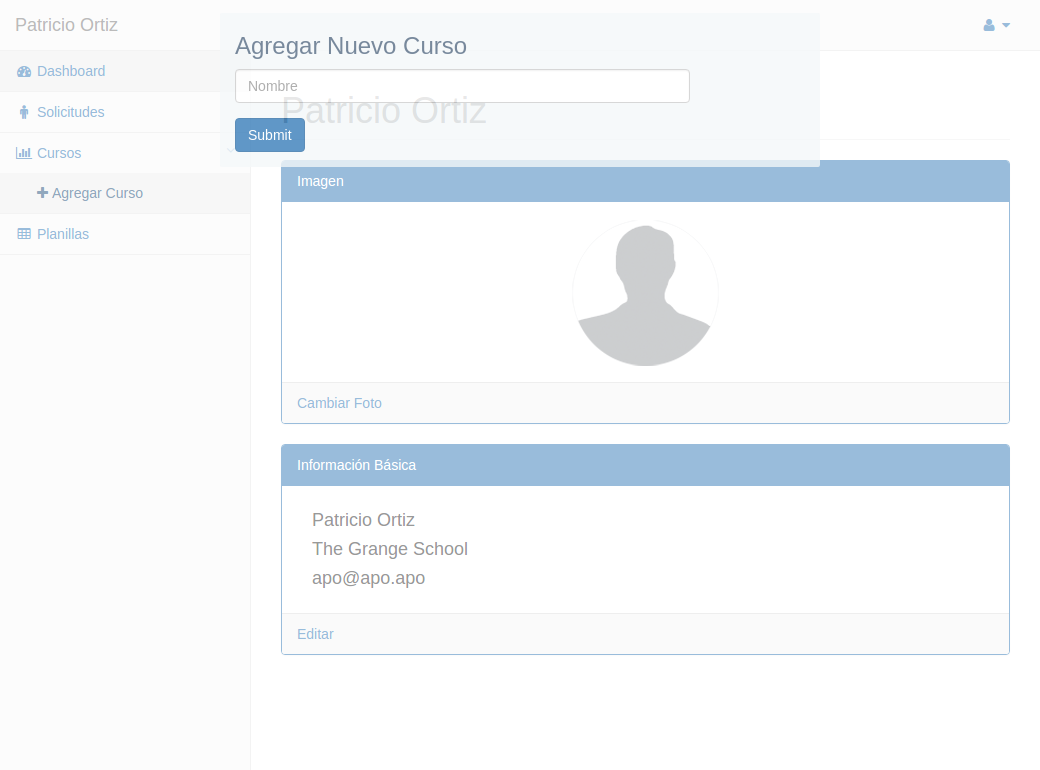 Patricio Ortiz
Dashboard
Solicitudes
Cursos
Agregar Curso
Planillas
Agregar Nuevo Curso
Nombre
Patricio Ortiz
Submit
Imagen
Cambiar Foto
Información Básica
Patricio Ortiz
The Grange School
apo@apo.apo
Editar